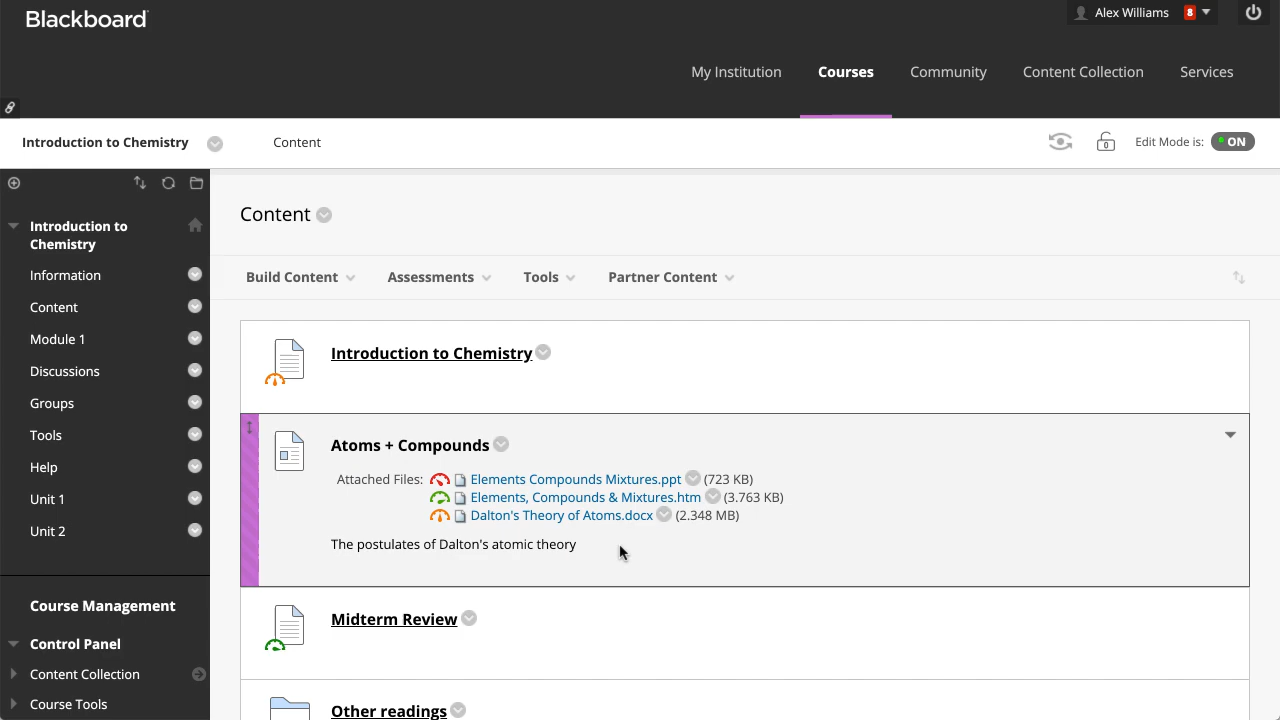 Blackboard
Alex Williams 8
My Institution Courses Community Content Collection Services
Introduction to Chemistry Content Edit Mode is: ON
Introduction to Chemistry
Information
Content
Module 1
Discussions
Groups
Tools
Help
Unit 1
Unit 2
Course Management
Control Panel
Content Collection
Course Tools
Content
Build Content Assessments Tools Partner Content
Introduction to Chemistry
Atoms + Compounds
Attached Files: Elements Compounds Mixtures.ppt (723 KB)
Elements, Compounds & Mixtures.htm (3.763 KB)
Dalton's Theory of Atoms.docx (2.348 MB)
The postulates of Dalton's atomic theory
Midterm Review
Other readings